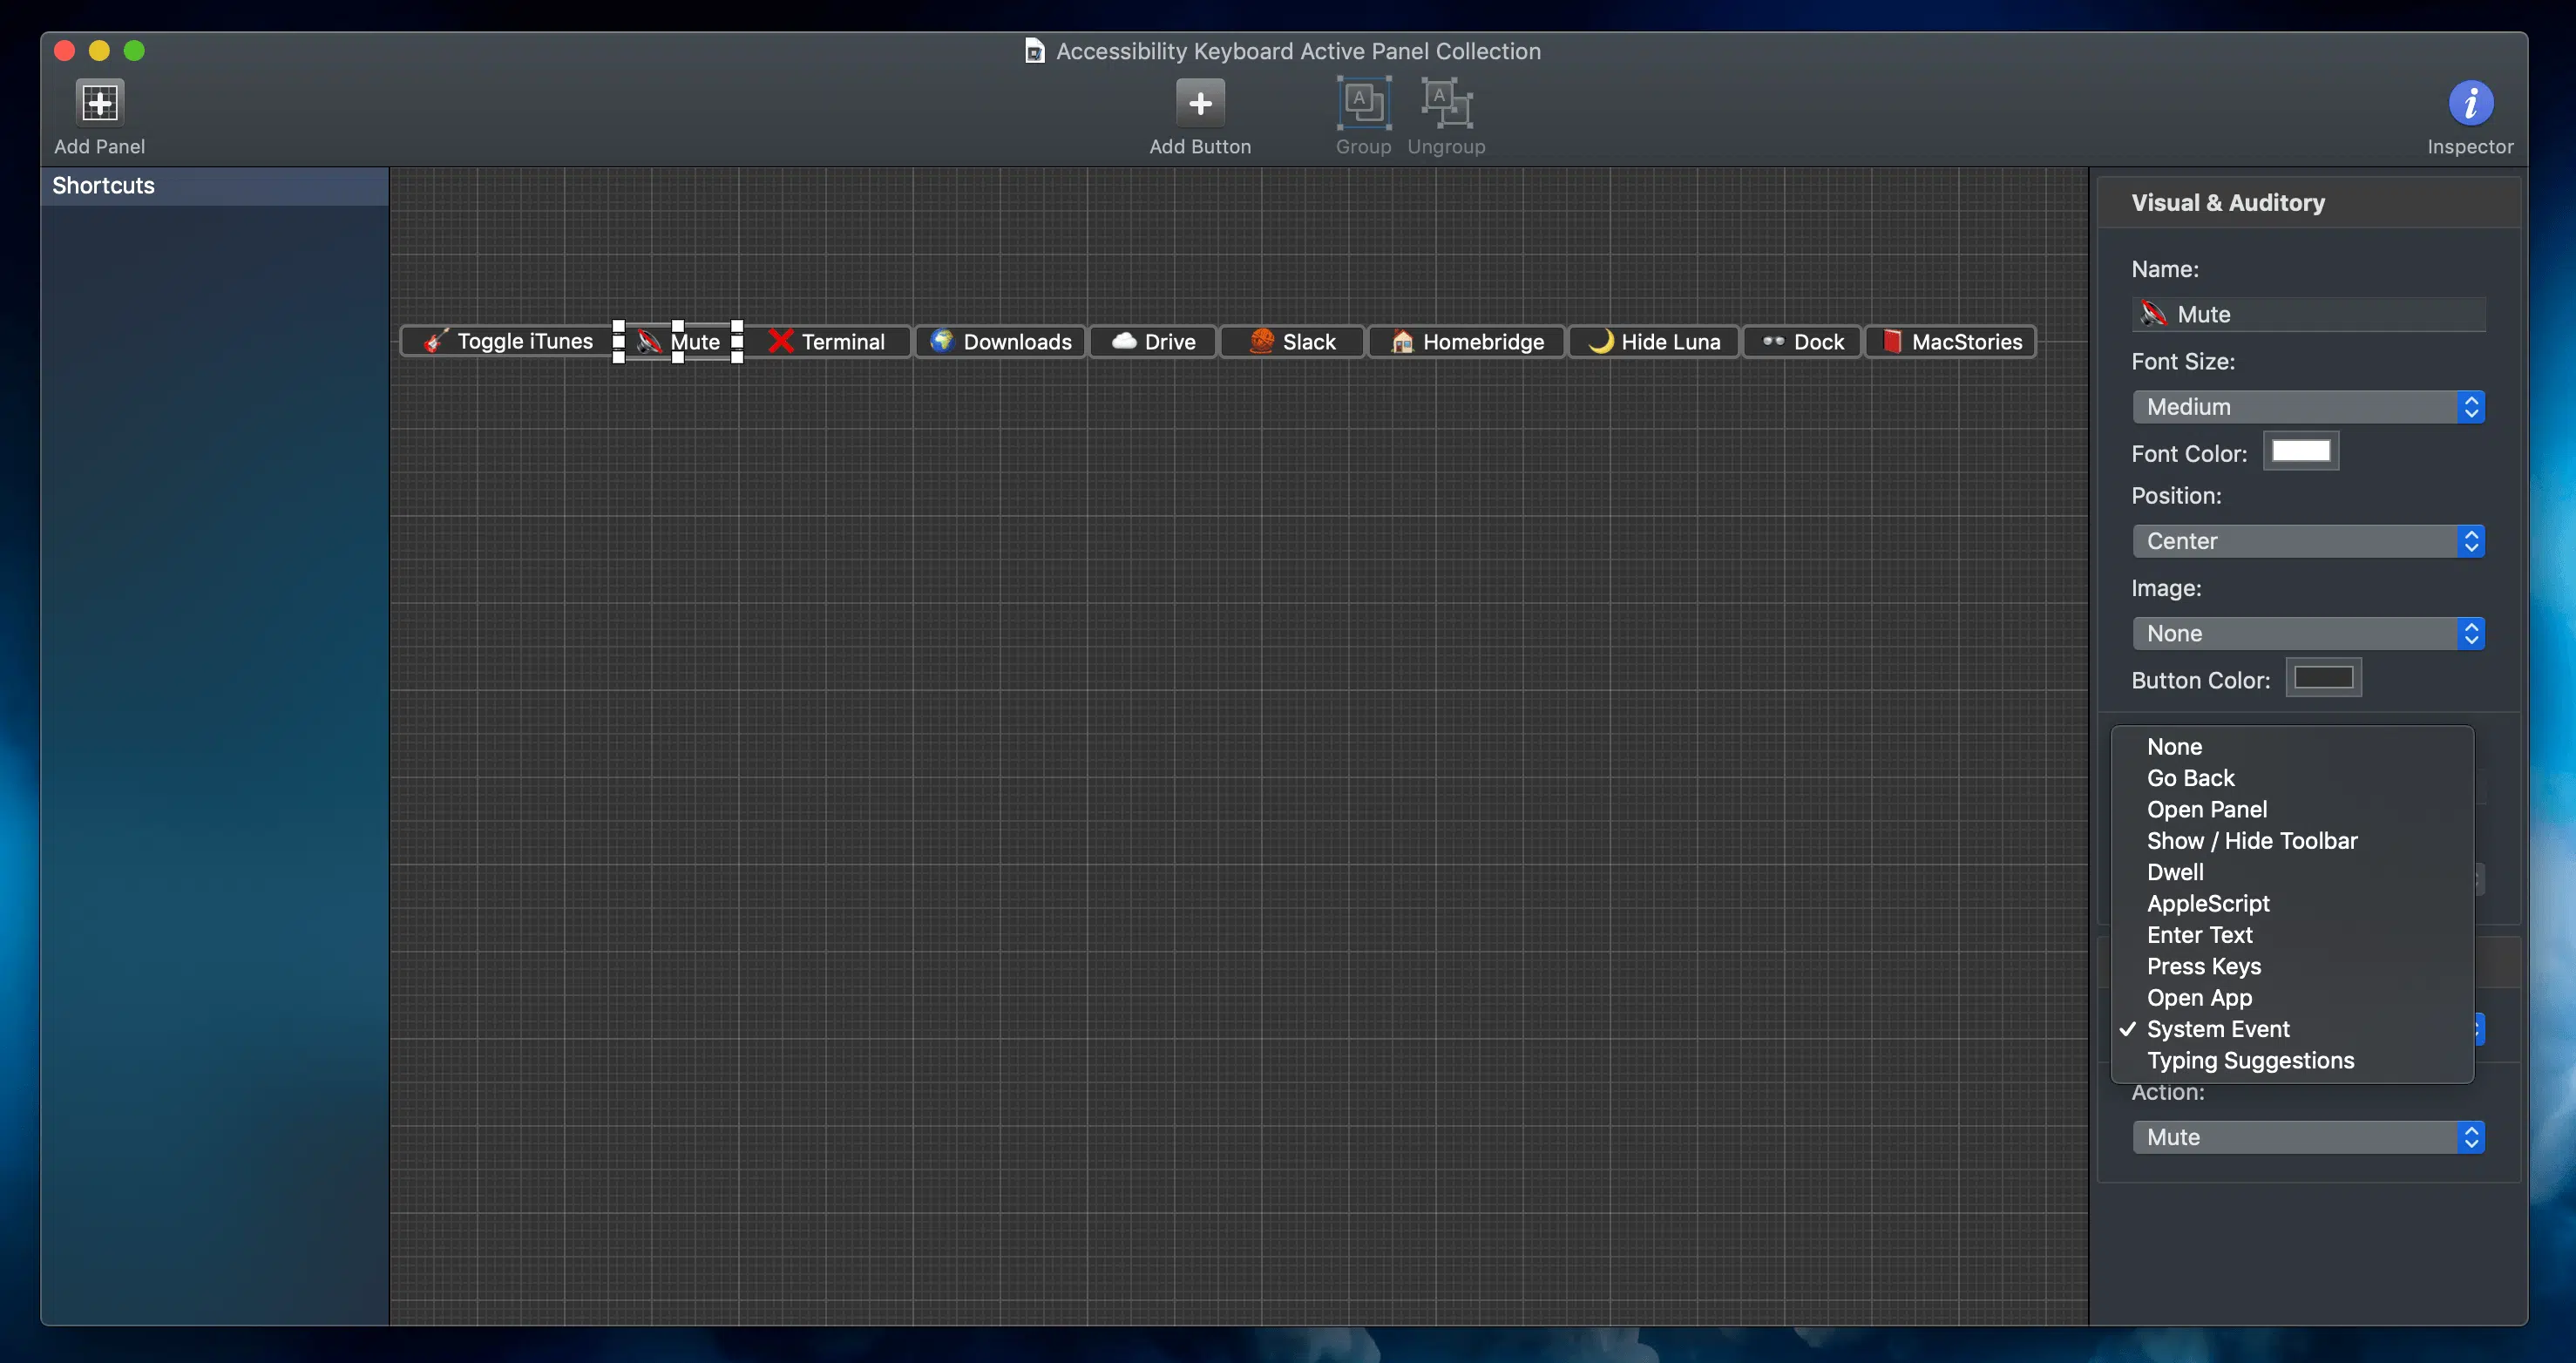 Accessibility Keyboard Active Panel Collection
Add Panel
Add Button
Group
Ungroup
Inspector
Shortcuts
Toggle iTunes
Mute
Terminal
Downloads
Drive
Slack
Homebridge
Hide Luna
Dock
MacStories
Visual & Auditory
Name:
Mute
Font Size:
Medium
Font Color:
Position:
Center
Image:
None
Button Color:
None
Go Back
Open Panel
Show / Hide Toolbar
Dwell
AppleScript
Enter Text
Press Keys
Open App
✓ System Event
Typing Suggestions
Action:
Mute